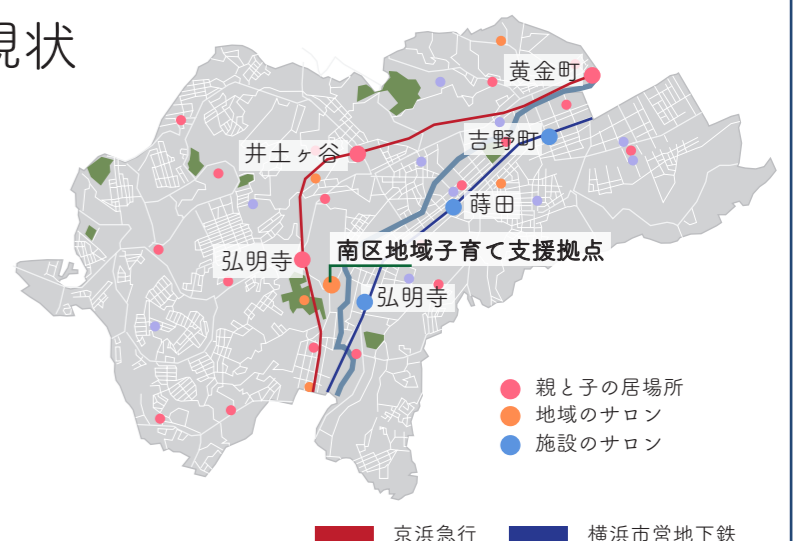 現状
黄金町
吉野町
井土ヶ谷
蒔田
南区地域子育て支援拠点
弘明寺
弘明寺
親と子の居場所
地域のサロン
施設のサロン
京浜急行
横浜市営地下鉄